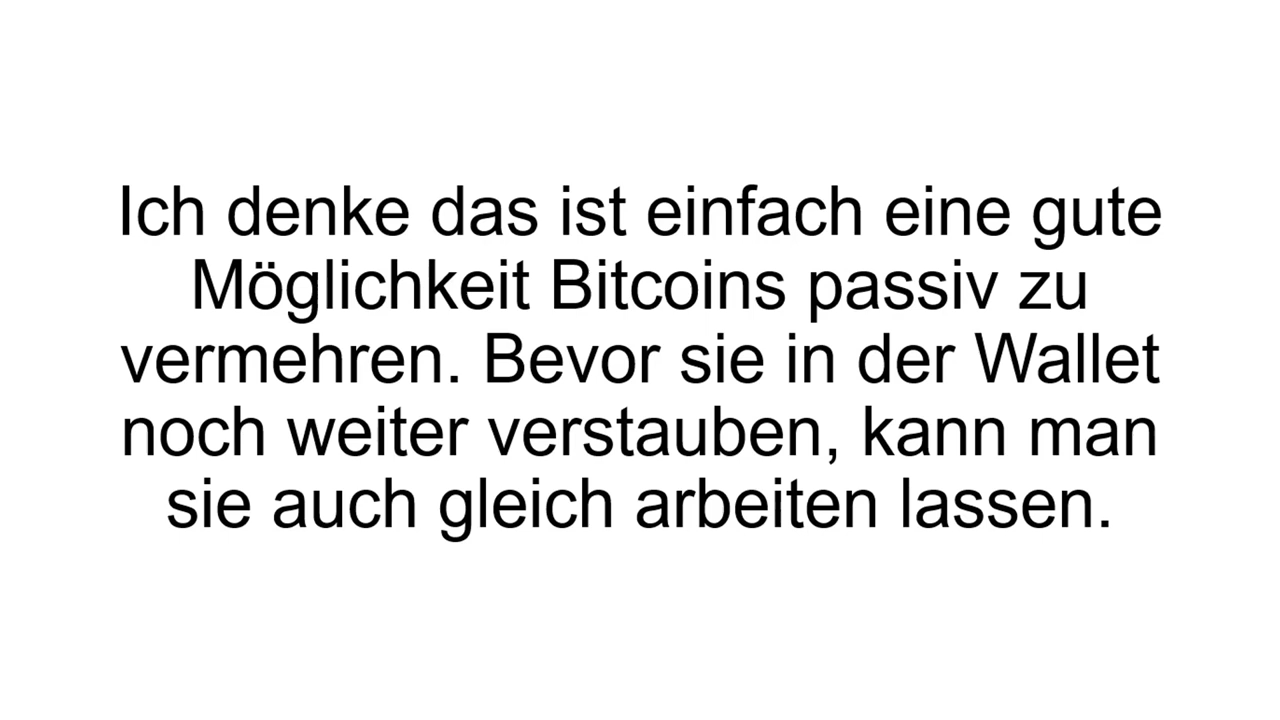 Ich denke das ist einfach eine gute
Möglichkeit Bitcoins passiv zu
vermehren. Bevor sie in der Wallet
noch weiter verstauben, kann man
sie auch gleich arbeiten lassen.